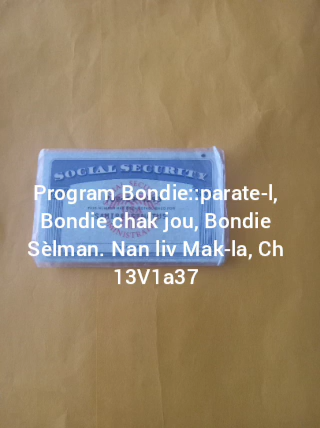 SOCIAL SECURITY
Program Bondie::parate-l,
Bondie chak jou, Bondie
Sèlman. Nan liv Mak-la, Ch
13V1a37